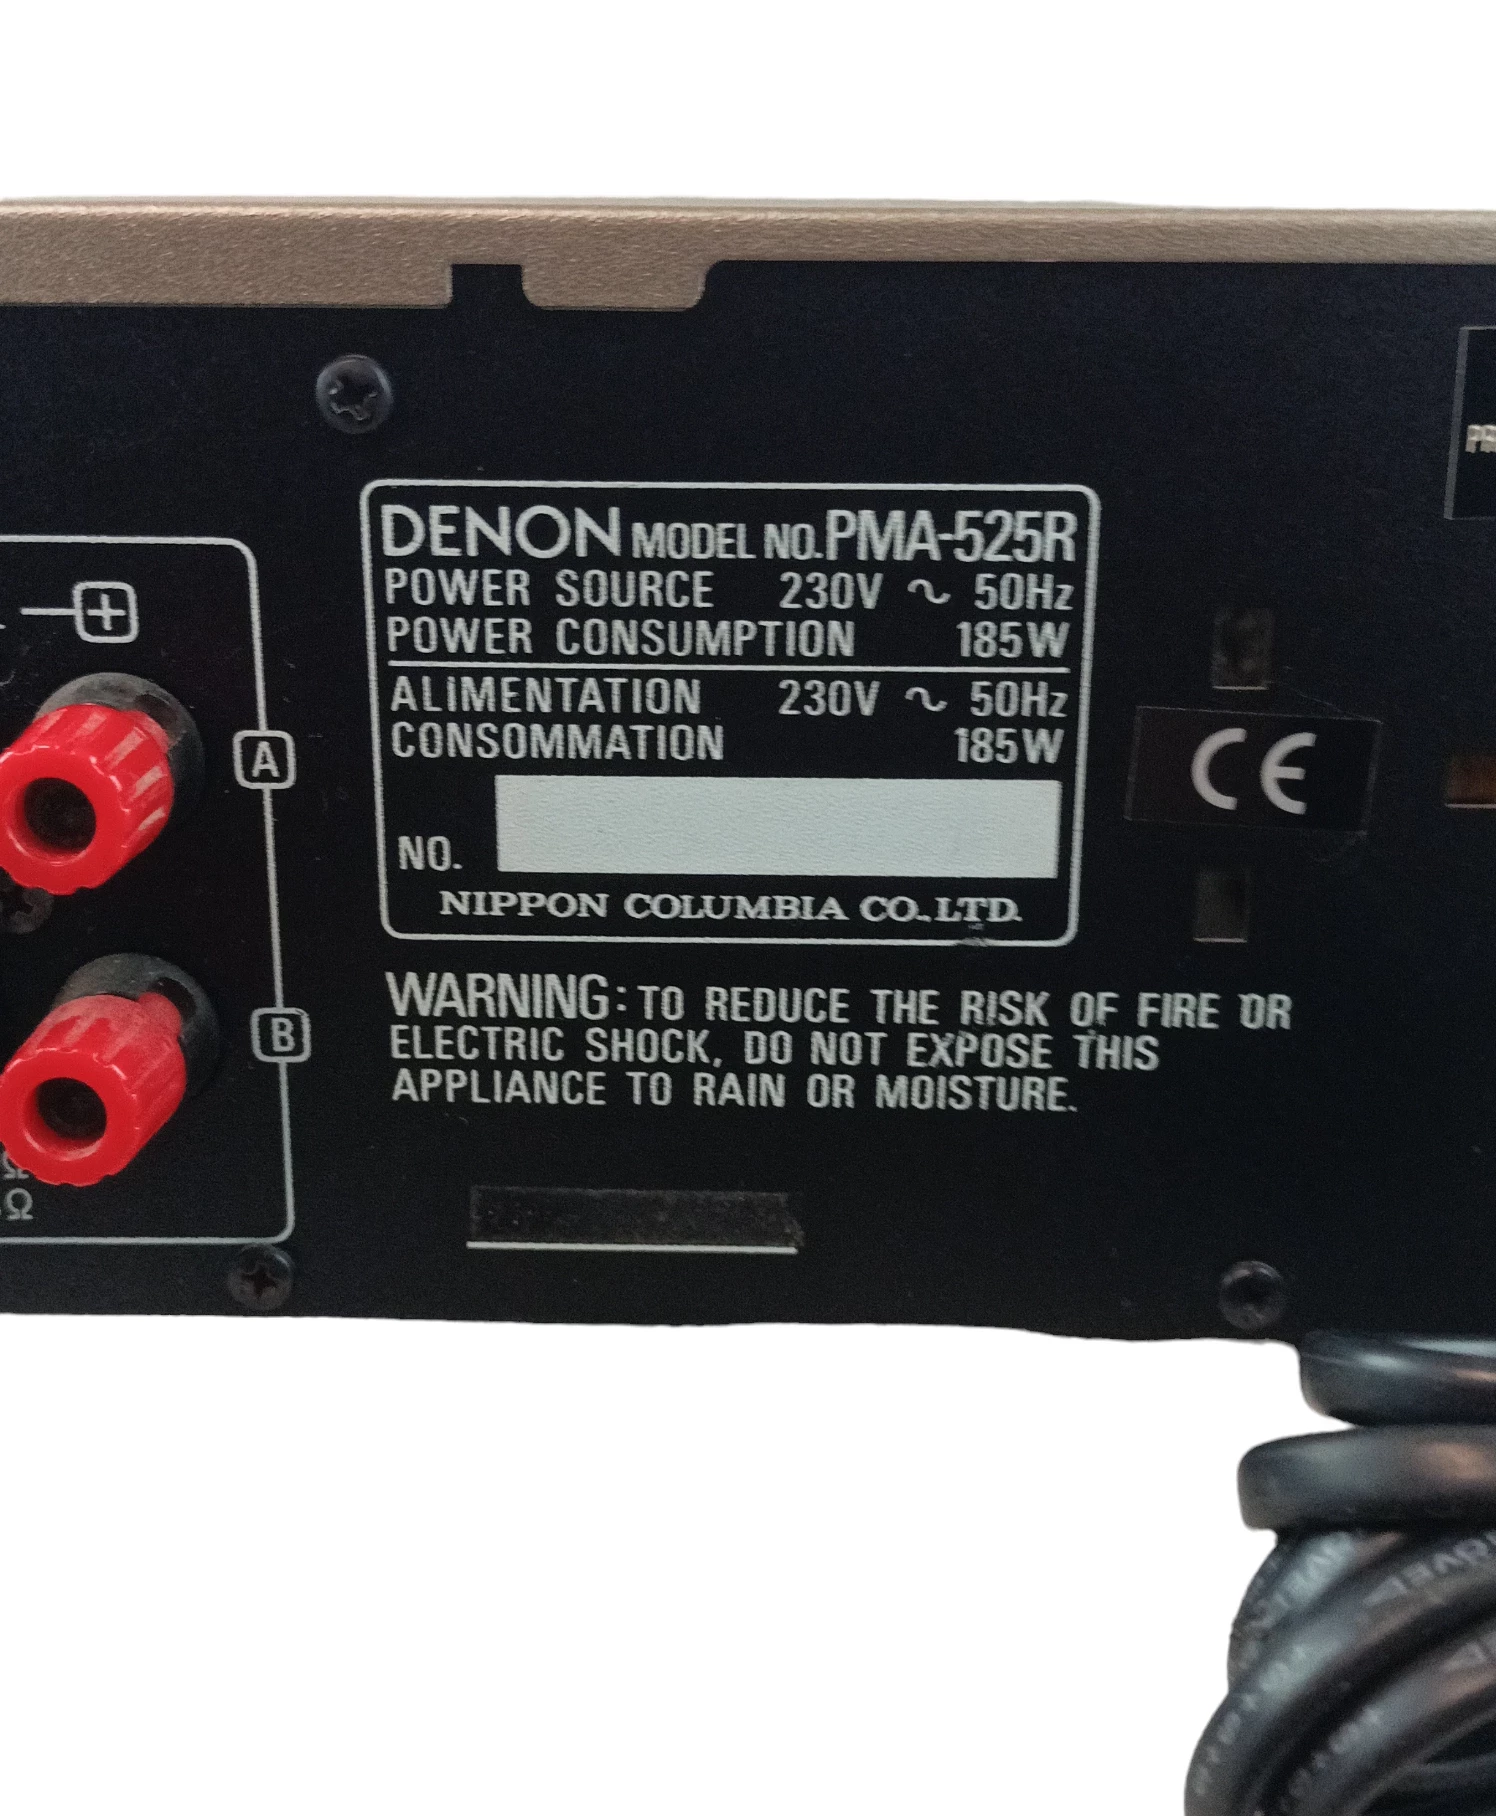 DENON MODEL NO. PMA-525R
POWER SOURCE 230V ~ 50Hz
POWER CONSUMPTION 185W
ALIMENTATION 230V ~ 50Hz
CONSOMMATION 185W
NO.
NIPPON COLUMBIA CO., LTD.
WARNING: TO REDUCE THE RISK OF FIRE OR
ELECTRIC SHOCK, DO NOT EXPOSE THIS
APPLIANCE TO RAIN OR MOISTURE.
+
A
B
Ω
Ω
CE